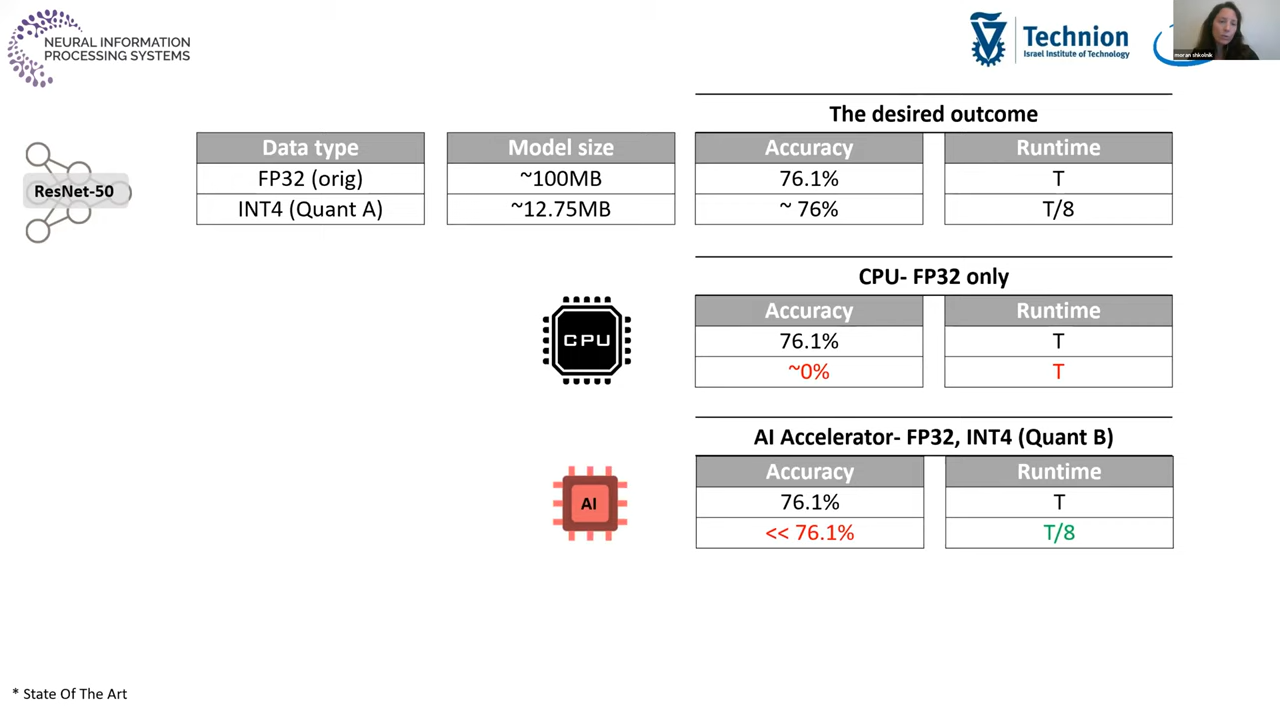 NEURAL INFORMATION
PROCESSING SYSTEMS
Technion
Israel Institute of Technology
moran shkolnik
The desired outcome
Data type Model size Accuracy Runtime
FP32 (orig) ~100MB 76.1% T
INT4 (Quant A) ~12.75MB ~ 76% T/8
ResNet-50
CPU- FP32 only
Accuracy Runtime
76.1% T
~0% T
CPU
AI Accelerator- FP32, INT4 (Quant B)
Accuracy Runtime
76.1% T
<< 76.1% T/8
AI
* State Of The Art